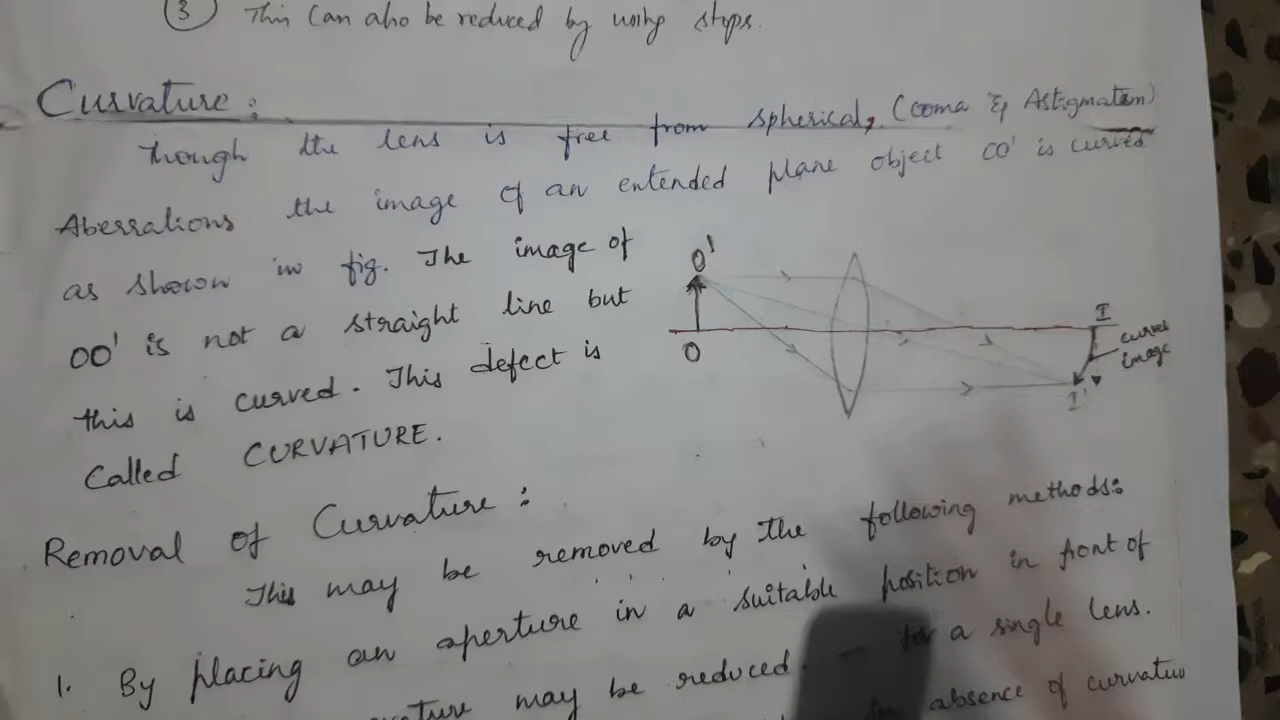 3 This can also be reduced by using stops.
Curvature :
Though the lens is free from spherical, (coma & Astigmatism)
Aberrations the image of an extended plane object OO' is curved
as shown in fig. The image of
OO' is not a straight line but
this is curved. This defect is
Called CURVATURE.
O'
O
I
curved
image
I'
Removal of Curvature :
This may be removed by the following methods:
1. By placing an aperture in a suitable position in front of
may be reduced. for a single lens.
absence of curvature